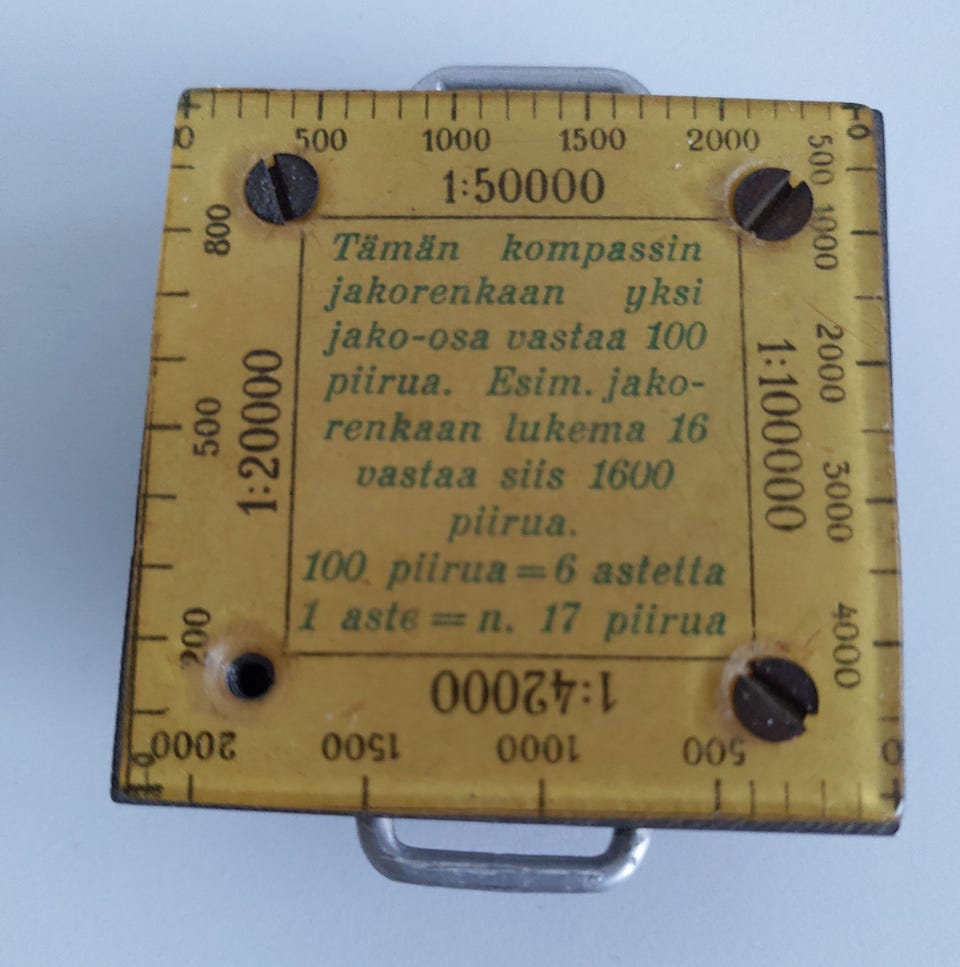 0 500 1000 1500 2000
1:50000
0 500 1000 2000 3000 4000
1:100000
Tämän kompassin
jakorenkaan yksi
jako-osa vastaa 100
piirua. Esim. jako-
renkaan lukema 16
vastaa siis 1600
piirua.
100 piirua = 6 astetta
1 aste = n. 17 piirua
800 500 200 0
1:20000
1:42000
0 500 1000 1500 2000